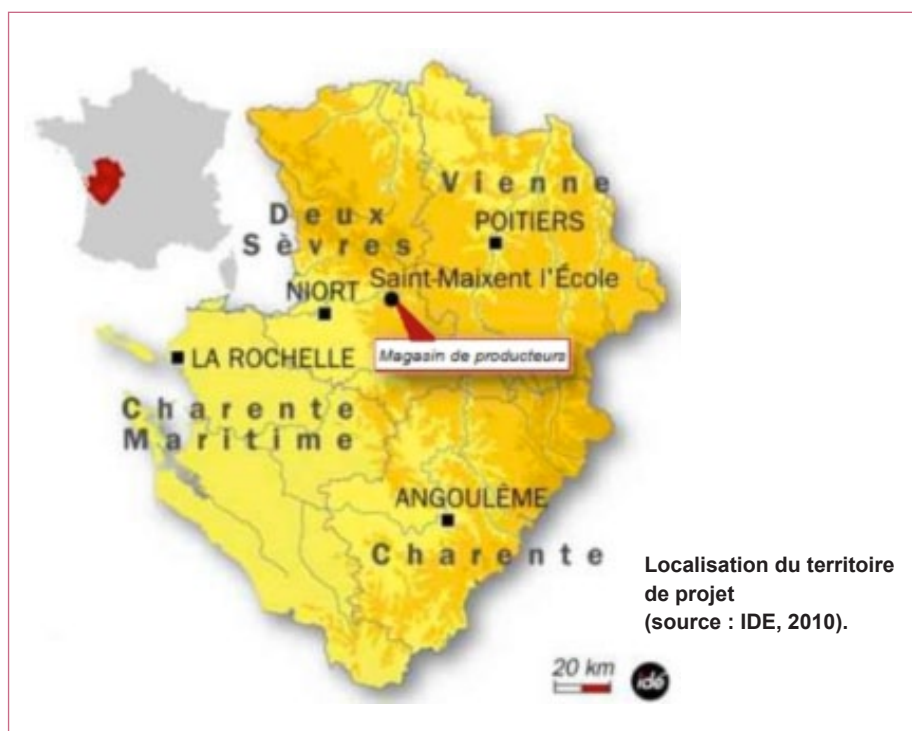 Vienne
POITIERS
Deux
Sèvres
Saint-Maixent l'École
NIORT
Magasin de producteurs
LA ROCHELLE
Charente
Maritime
ANGOULÊME
Charente
Localisation du territoire
de projet
(source : IDE, 2010).
20 km
idé